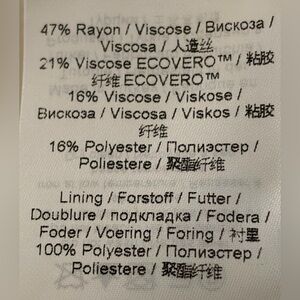 47% Rayon / Viscose / Вискоза /
Viscosa / 人造丝
21% Viscose ECOVERO™ / 粘胶
纤维 ECOVERO™
16% Viscose / Viskose /
Вискоза / Viscosa / Viskos / 粘胶
纤维
16% Polyester / Полиэстер /
Poliestere / 聚酯纤维
Lining / Forstoff / Futter /
Doublure / подкладка / Fodera /
Foder / Voering / Foring / 衬里
100% Polyester / Полиэстер /
Poliestere / 聚酯纤维